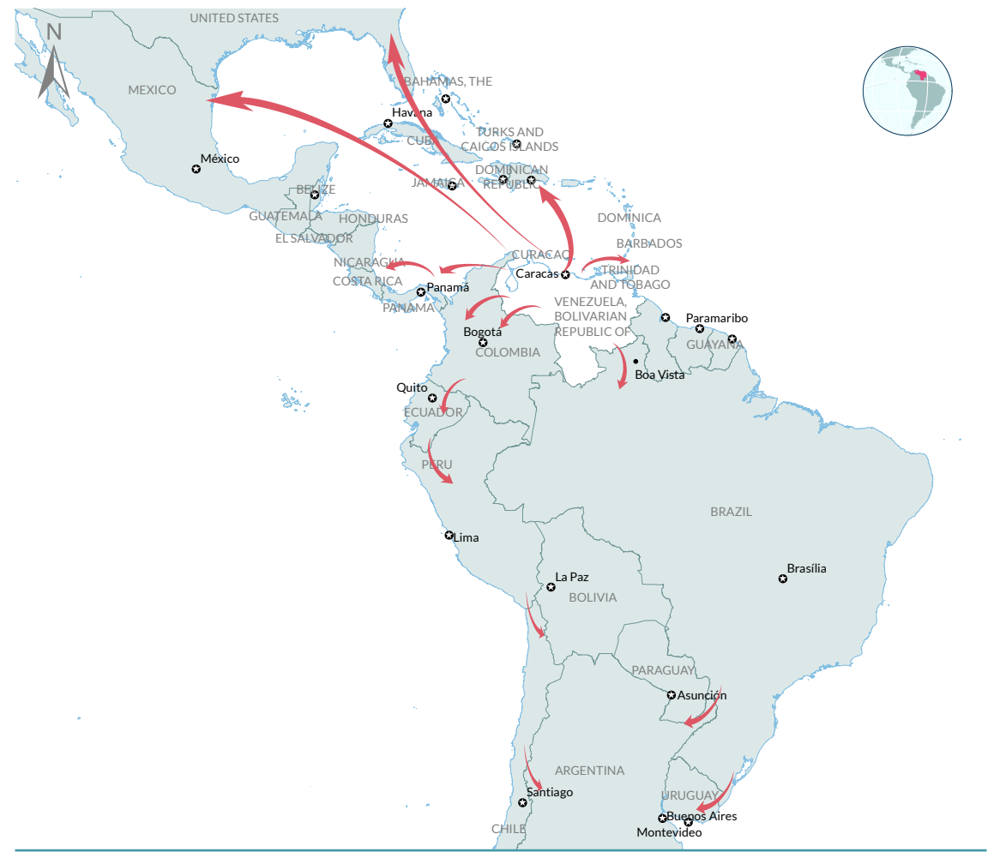 UNITED STATES
N
BAHAMAS, THE
MEXICO
Havana
TURKS AND
CAICOS ISLANDS
CUBA
México
DOMINICAN
REPUBLIC
JAMAICA
BELIZE
GUATEMALA
HONDURAS
DOMINICA
EL SALVADOR
BARBADOS
CURACAO
NICARAGUA
TRINIDAD
AND TOBAGO
Caracas
COSTA RICA
Panamá
PANAMA
VENEZUELA,
BOLIVARIAN
REPUBLIC OF
Paramaribo
Bogotá
COLOMBIA
GUAYANA
Boa Vista
Quito
ECUADOR
PERU
BRAZIL
Lima
Brasília
La Paz
BOLIVIA
PARAGUAY
Asunción
ARGENTINA
Santiago
URUGUAY
Buenos Aires
CHILE
Montevideo